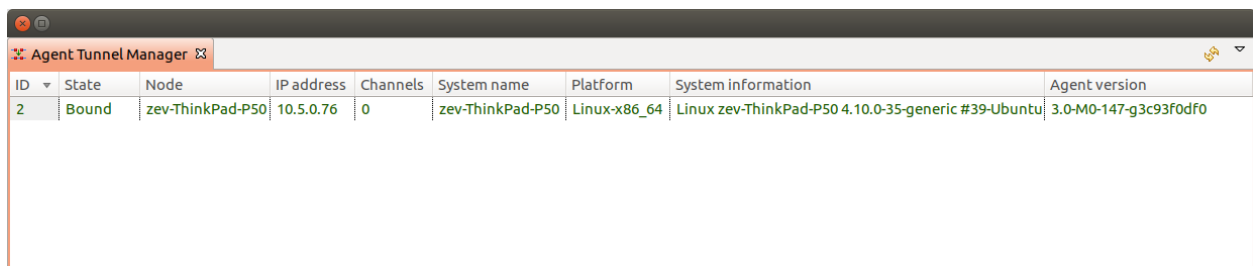 Agent Tunnel Manager
ID State Node IP address Channels System name Platform System information Agent version
2 Bound zev-ThinkPad-P50 10.5.0.76 0 zev-ThinkPad-P50 Linux-x86_64 Linux zev-ThinkPad-P50 4.10.0-35-generic #39-Ubuntu 3.0-M0-147-g3c93f0df0